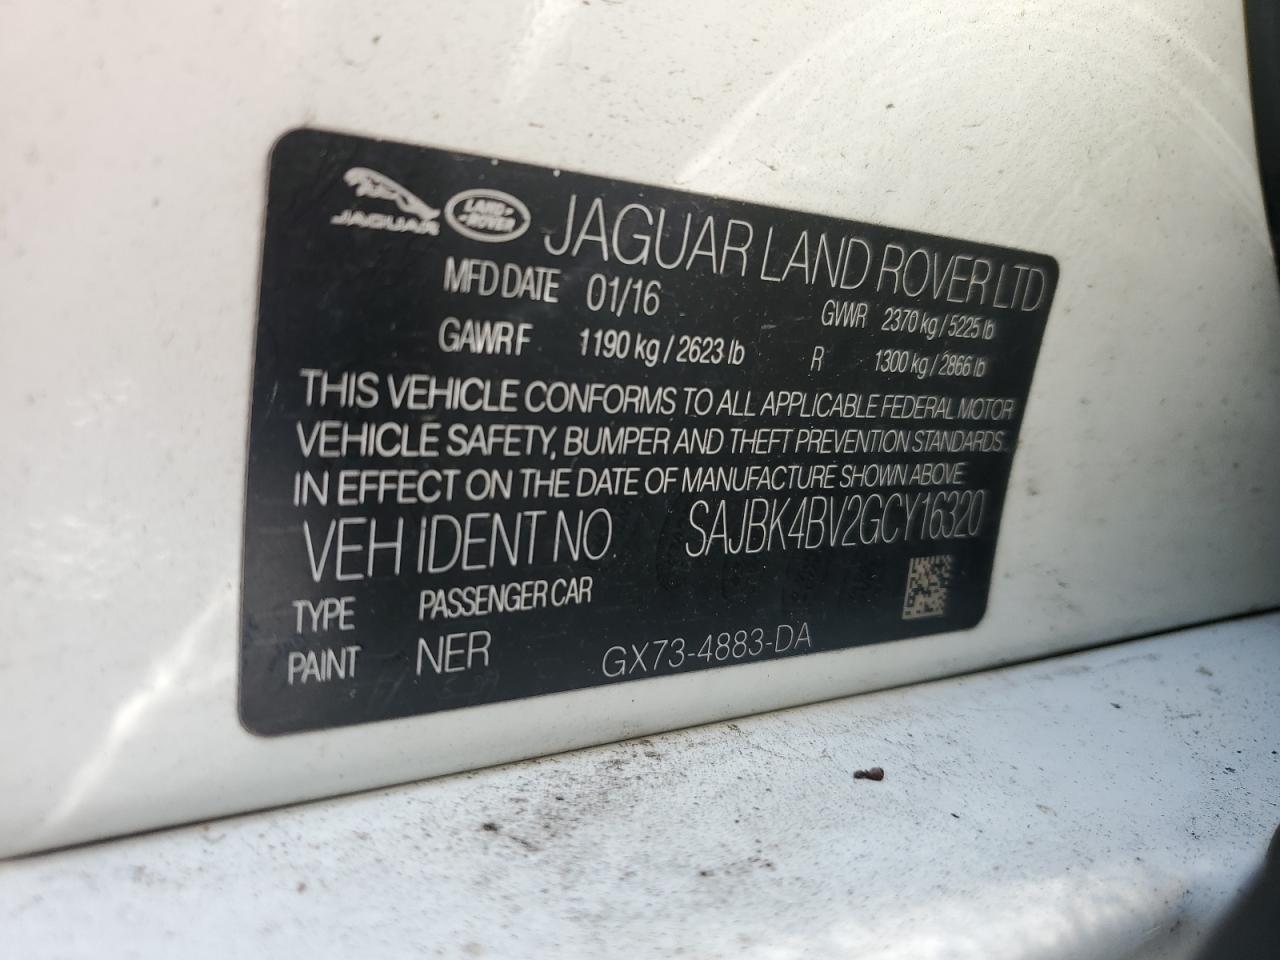 JAGUAR LAND ROVER JAGUAR LAND ROVER LTD
MFD DATE 01/16 GVWR 2370 kg / 5225 lb
GAWR F 1190 kg / 2623 lb R 1300 kg / 2866 lb
THIS VEHICLE CONFORMS TO ALL APPLICABLE FEDERAL MOTOR
VEHICLE SAFETY, BUMPER AND THEFT PREVENTION STANDARDS
IN EFFECT ON THE DATE OF MANUFACTURE SHOWN ABOVE
VEH IDENT NO. SAJBK4BV2GCY16320
TYPE PASSENGER CAR
PAINT NER GX73-4883-DA